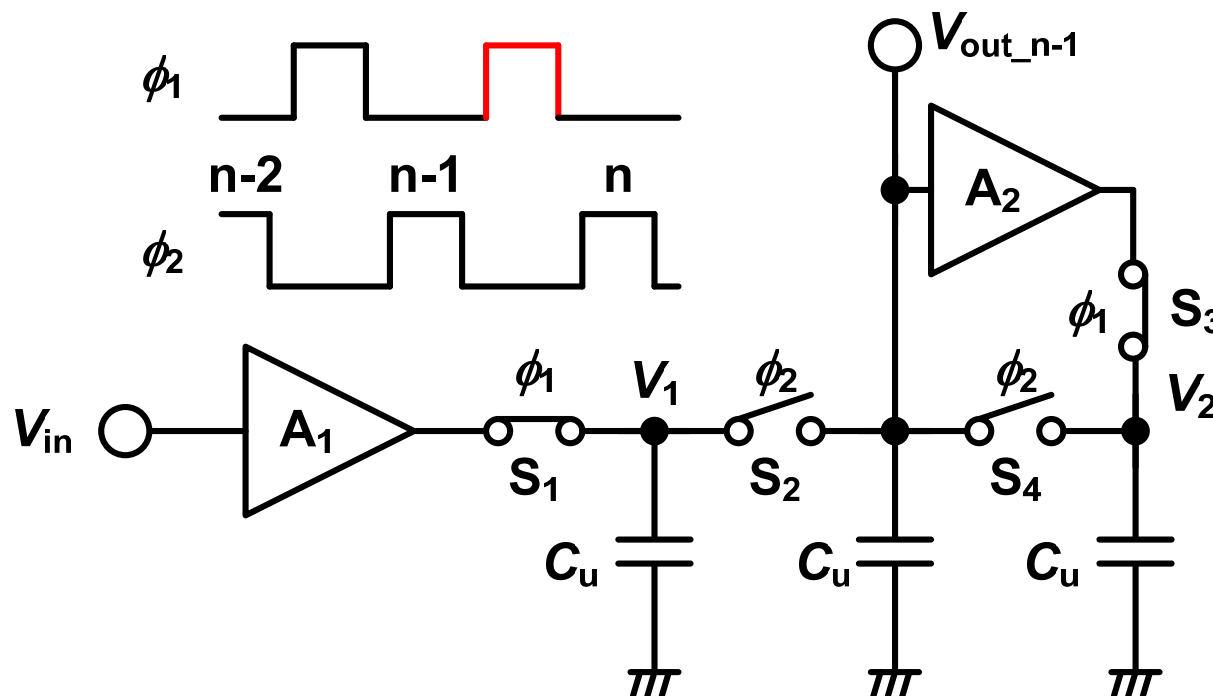 V_out_n-1
ϕ1
n-2 n-1 n
A2
ϕ2
ϕ1 S3
Vin A1 ϕ1 V1 ϕ2 ϕ2 V2
S1 S2 S4
Cu Cu Cu